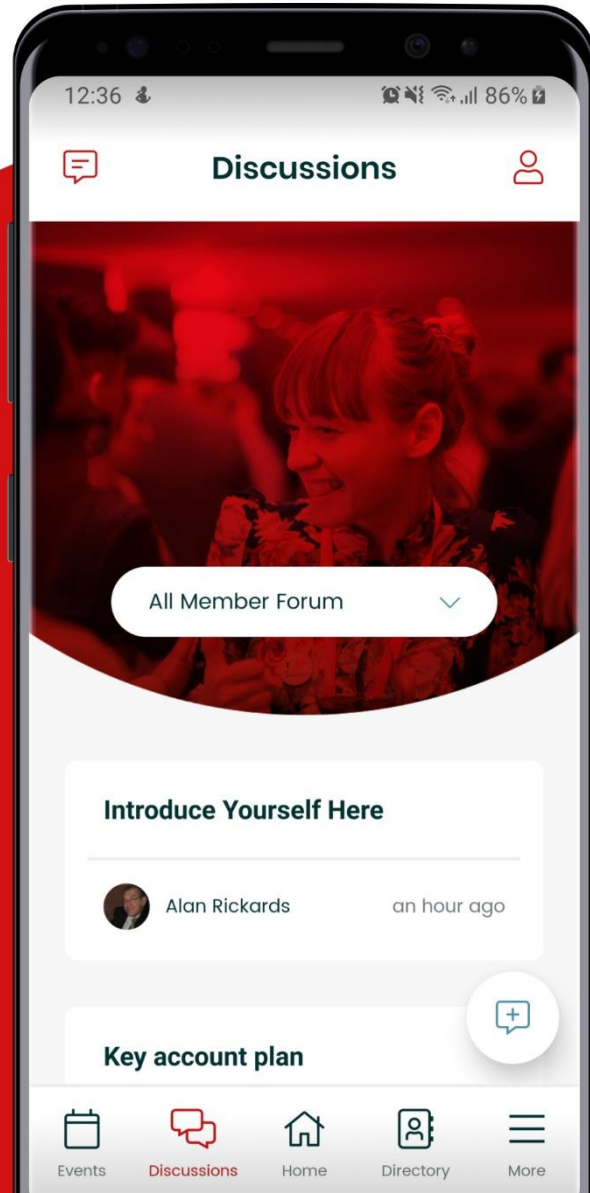 12:36 86%
Discussions
All Member Forum
Introduce Yourself Here
Alan Rickards an hour ago
Key account plan
Events Discussions Home Directory More